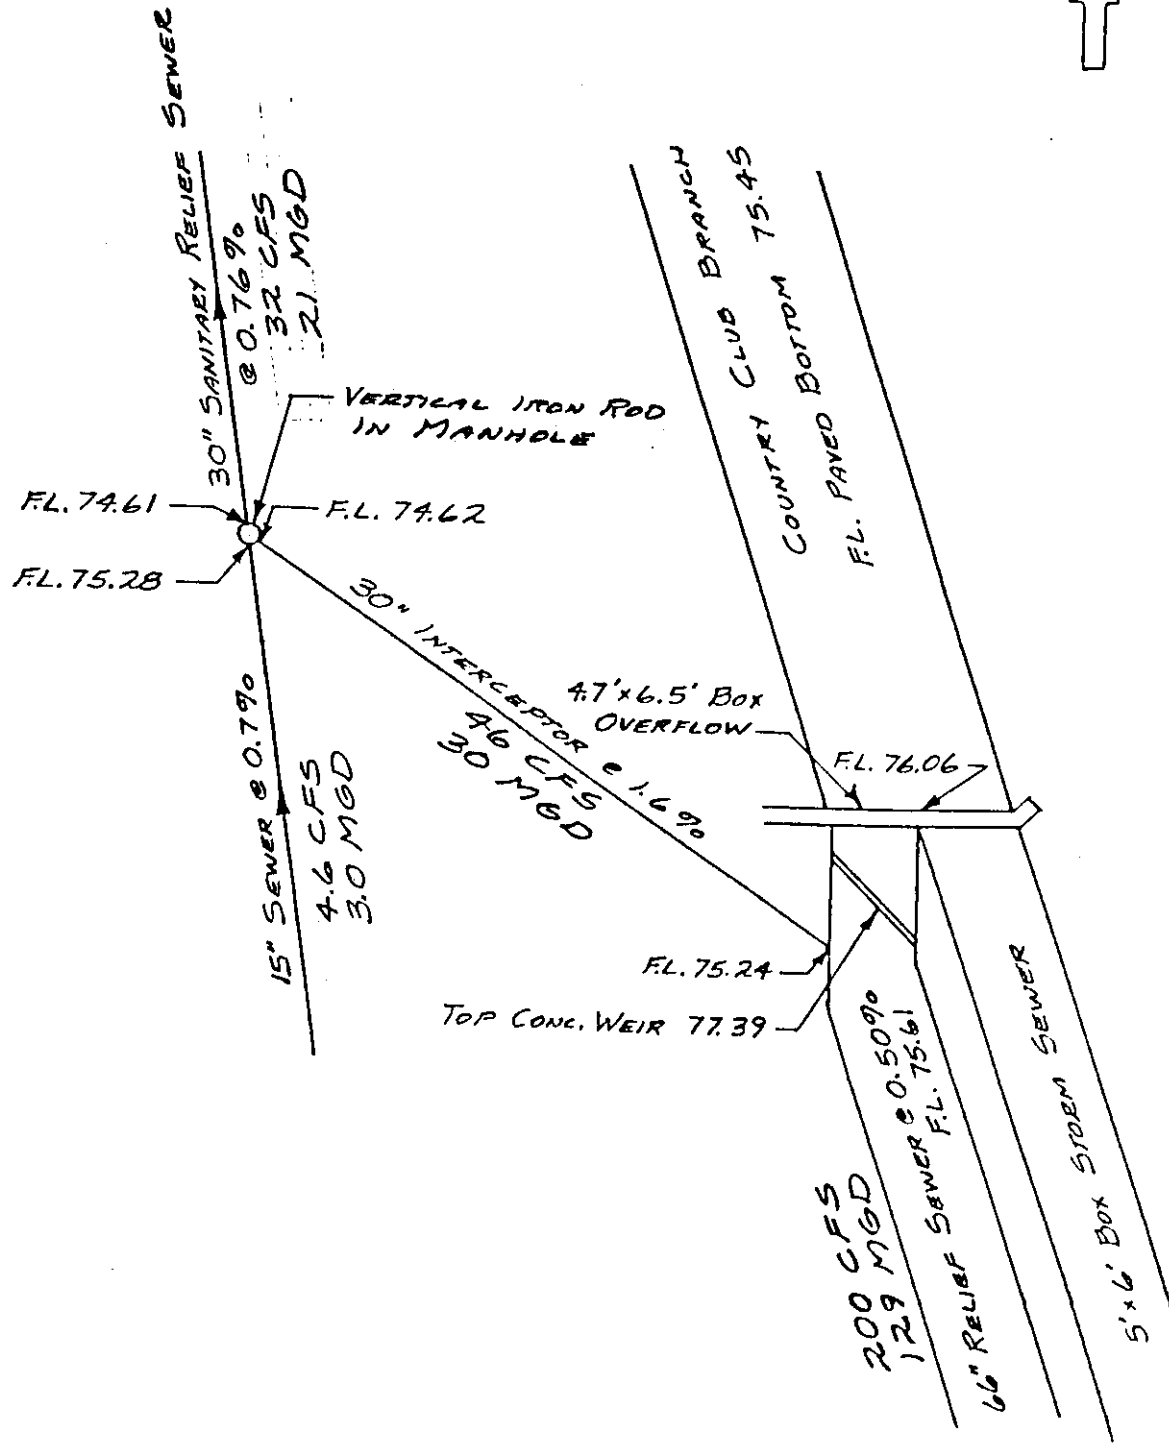 30" SANITARY RELIEF SEWER
@ 0.76%
32 CFS
21 MGD
COUNTRY CLUB BRANCH
F.L. PAVED BOTTOM 75.45
VERTICAL IRON ROD
IN MANHOLE
F.L. 74.61
F.L. 74.62
F.L. 75.28
30" INTERCEPTOR @ 1.6%
46 CFS
30 MGD
15" SEWER @ 0.7%
4.6 CFS
3.0 MGD
4.7' x 6.5' BOX
OVERFLOW
F.L. 76.06
F.L. 75.24
TOP CONC. WEIR 77.39
200 CFS
129 MGD
66" RELIEF SEWER @ 0.50%
F.L. 75.61
5' x 6' BOX STORM SEWER